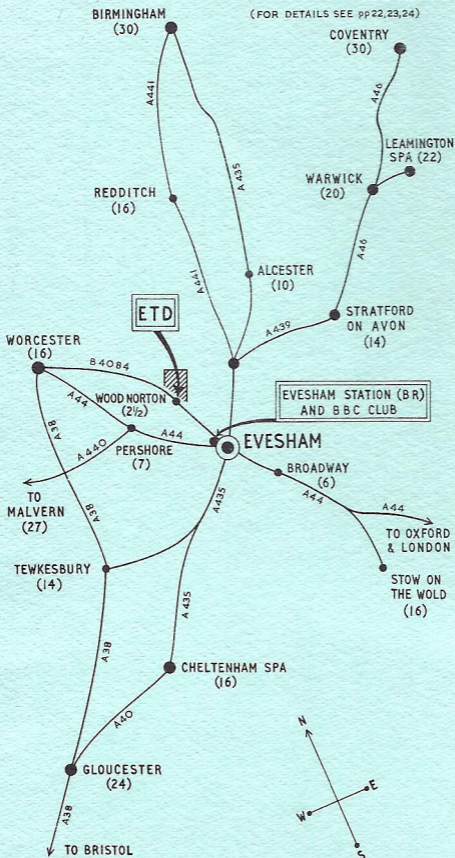 BIRMINGHAM
(30)
(FOR DETAILS SEE pp22,23,24)
COVENTRY
(30)
A441
A46
A435
LEAMINGTON
SPA (22)
WARWICK
(20)
REDDITCH
(16)
A46
A441
ALCESTER
(10)
ETD
A439
STRATFORD
ON AVON
(14)
WORCESTER
(16)
B4084
WOOD NORTON
(2½)
EVESHAM STATION (BR)
AND BBC CLUB
A44
A44
EVESHAM
PERSHORE
(7)
A38
A440
BROADWAY
(6)
TO
MALVERN
(27)
A38
A435
A44
A44
TO OXFORD
& LONDON
TEWKESBURY
(14)
STOW ON
THE WOLD
(16)
A435
A38
CHELTENHAM SPA
(16)
A40
N
GLOUCESTER
(24)
W
E
A38
S
TO BRISTOL